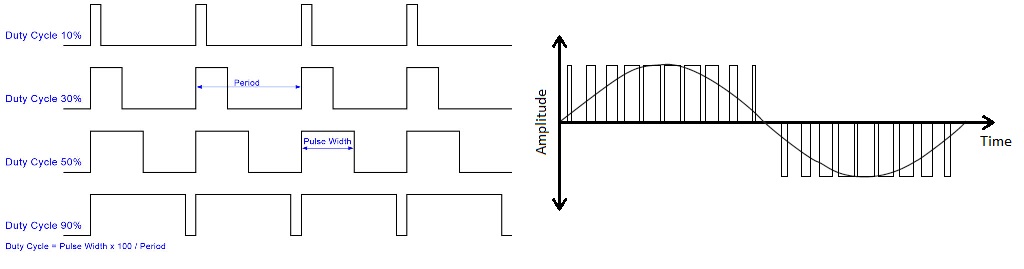 Duty Cycle 10%
Duty Cycle 30%
Period
Duty Cycle 50%
Pulse Width
Duty Cycle 90%
Duty Cycle = Pulse Width x 100 / Period
Amplitude
Time